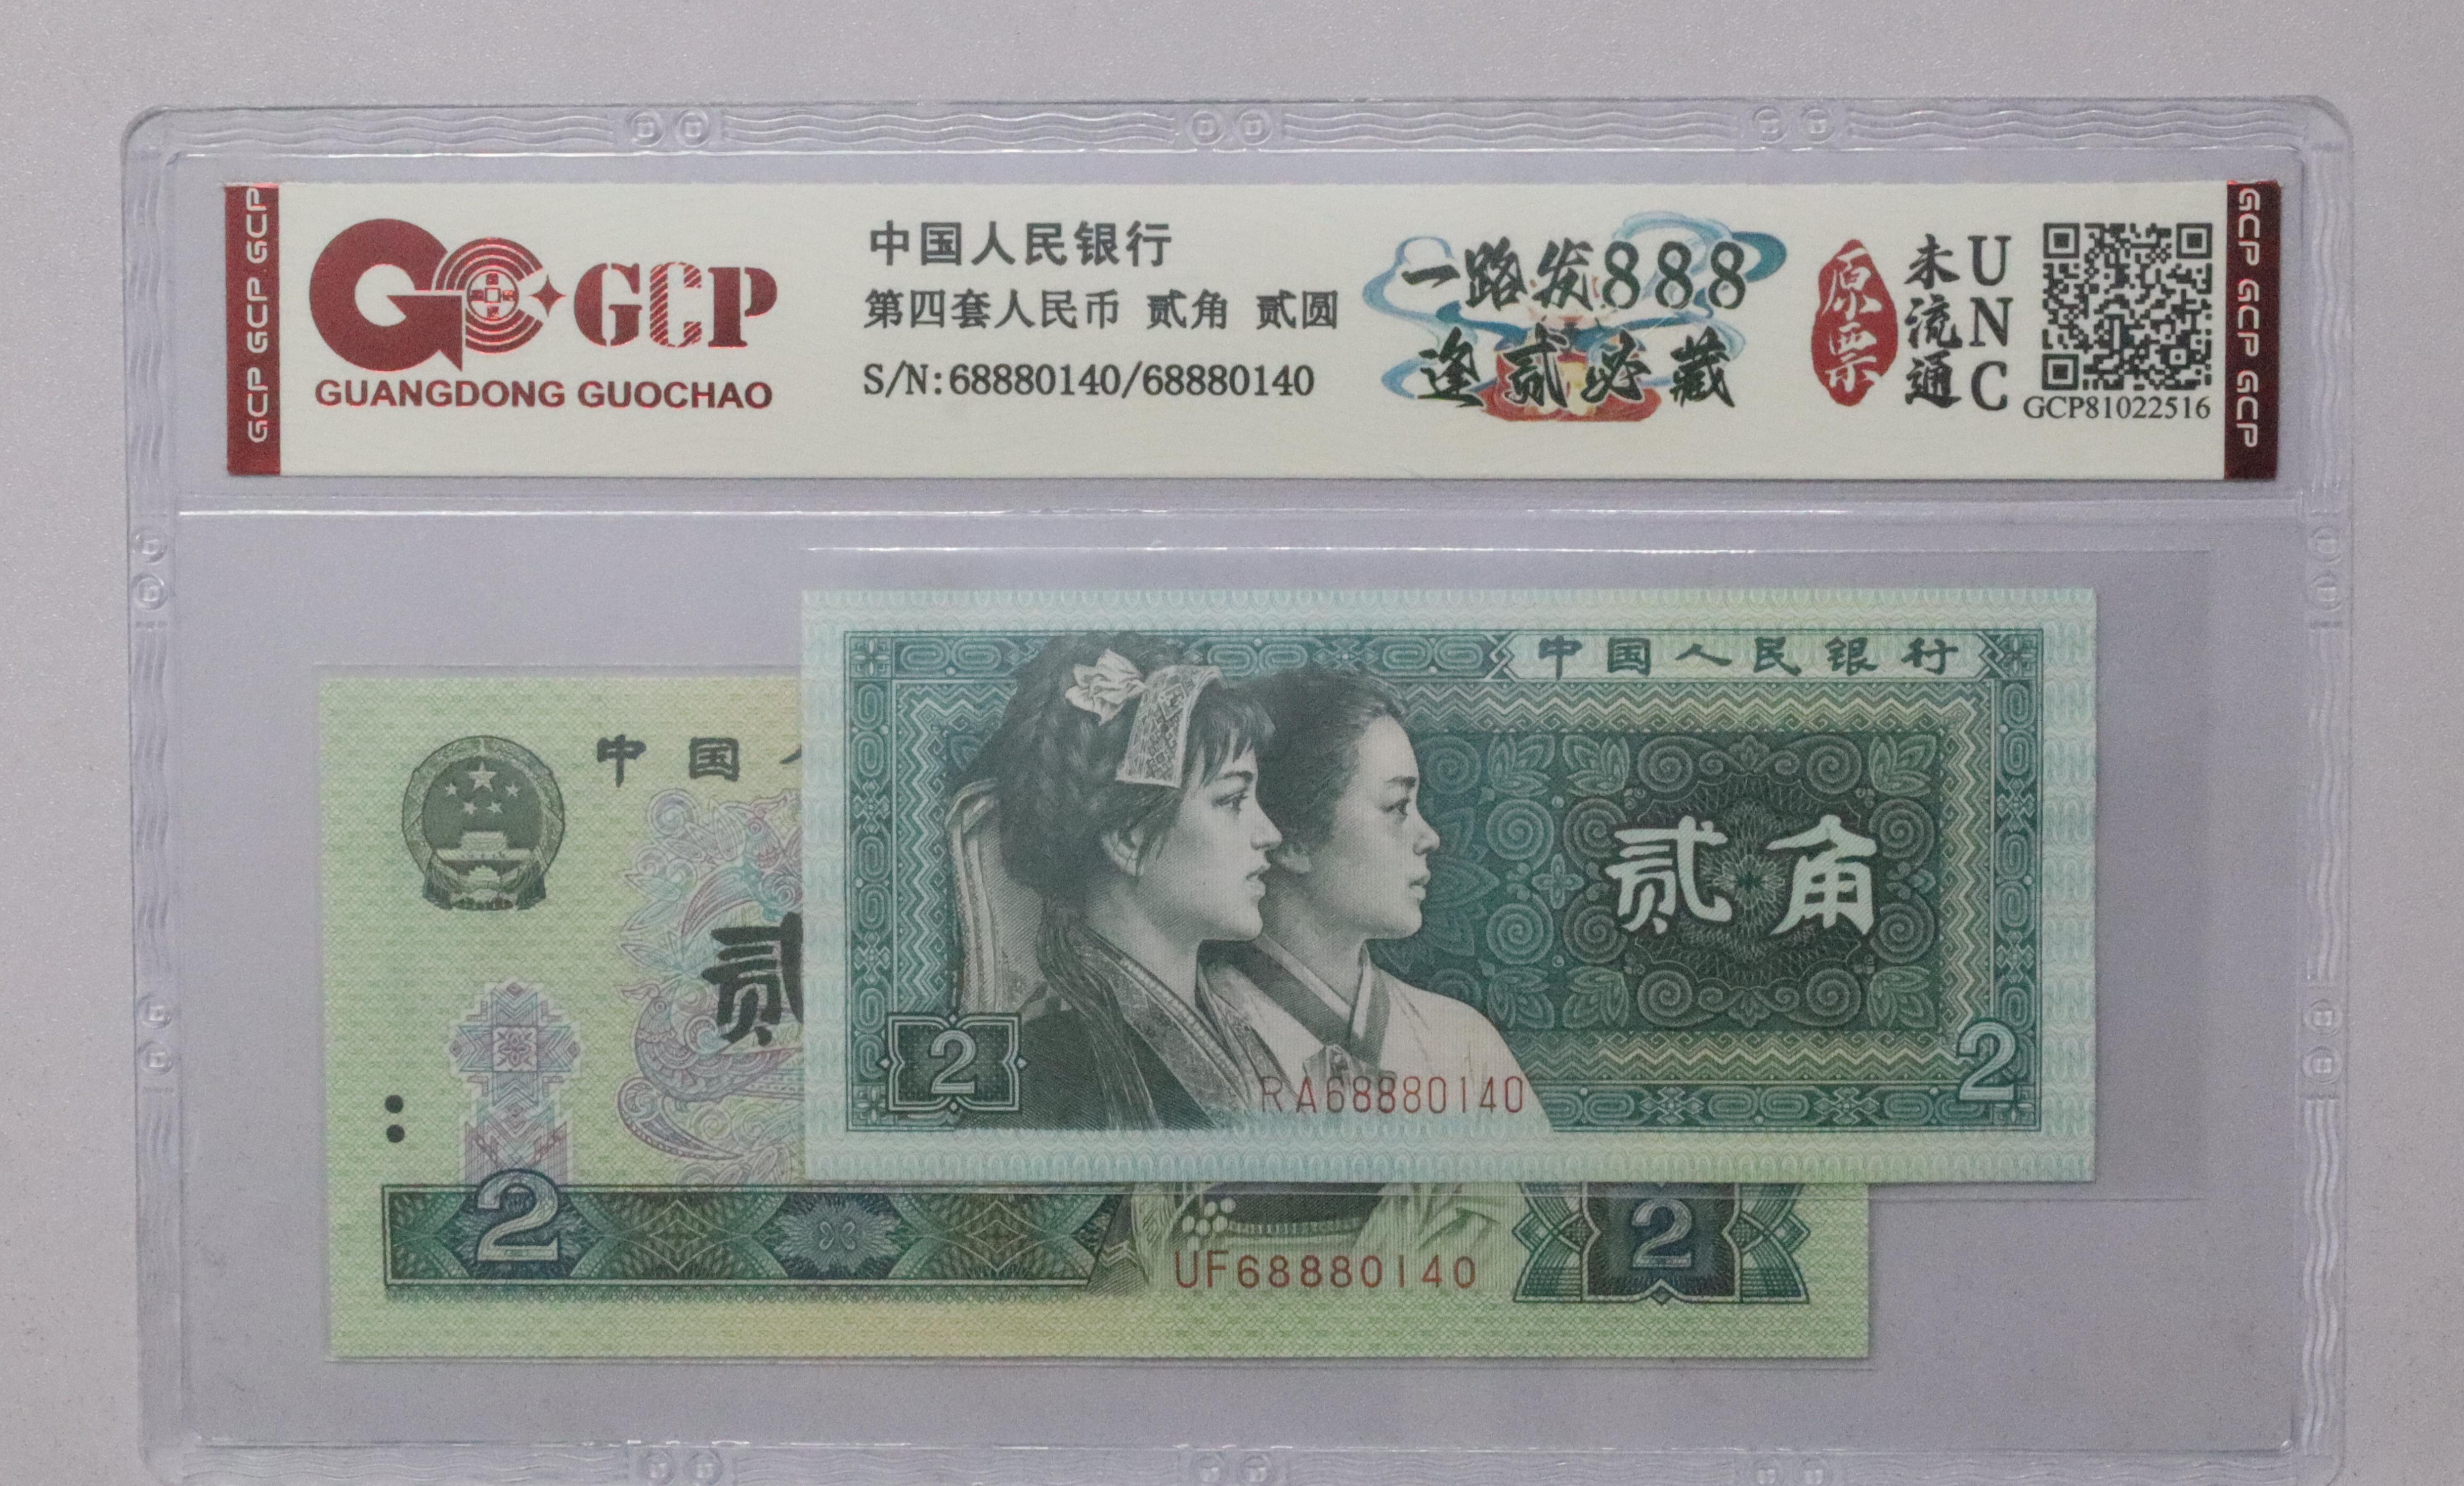 GCP GCP GCP
GCP
GUANGDONG GUOCHAO
中国人民银行
第四套人民币 贰角 贰圆
S/N:68880140/68880140
一路发888
逢贰必藏
原票
未流通
UNC
GCP81022516
GCP GCP GCP
中国人民银行
贰角
2
2
RA68880140
中国
贰
2
2
UF68880140